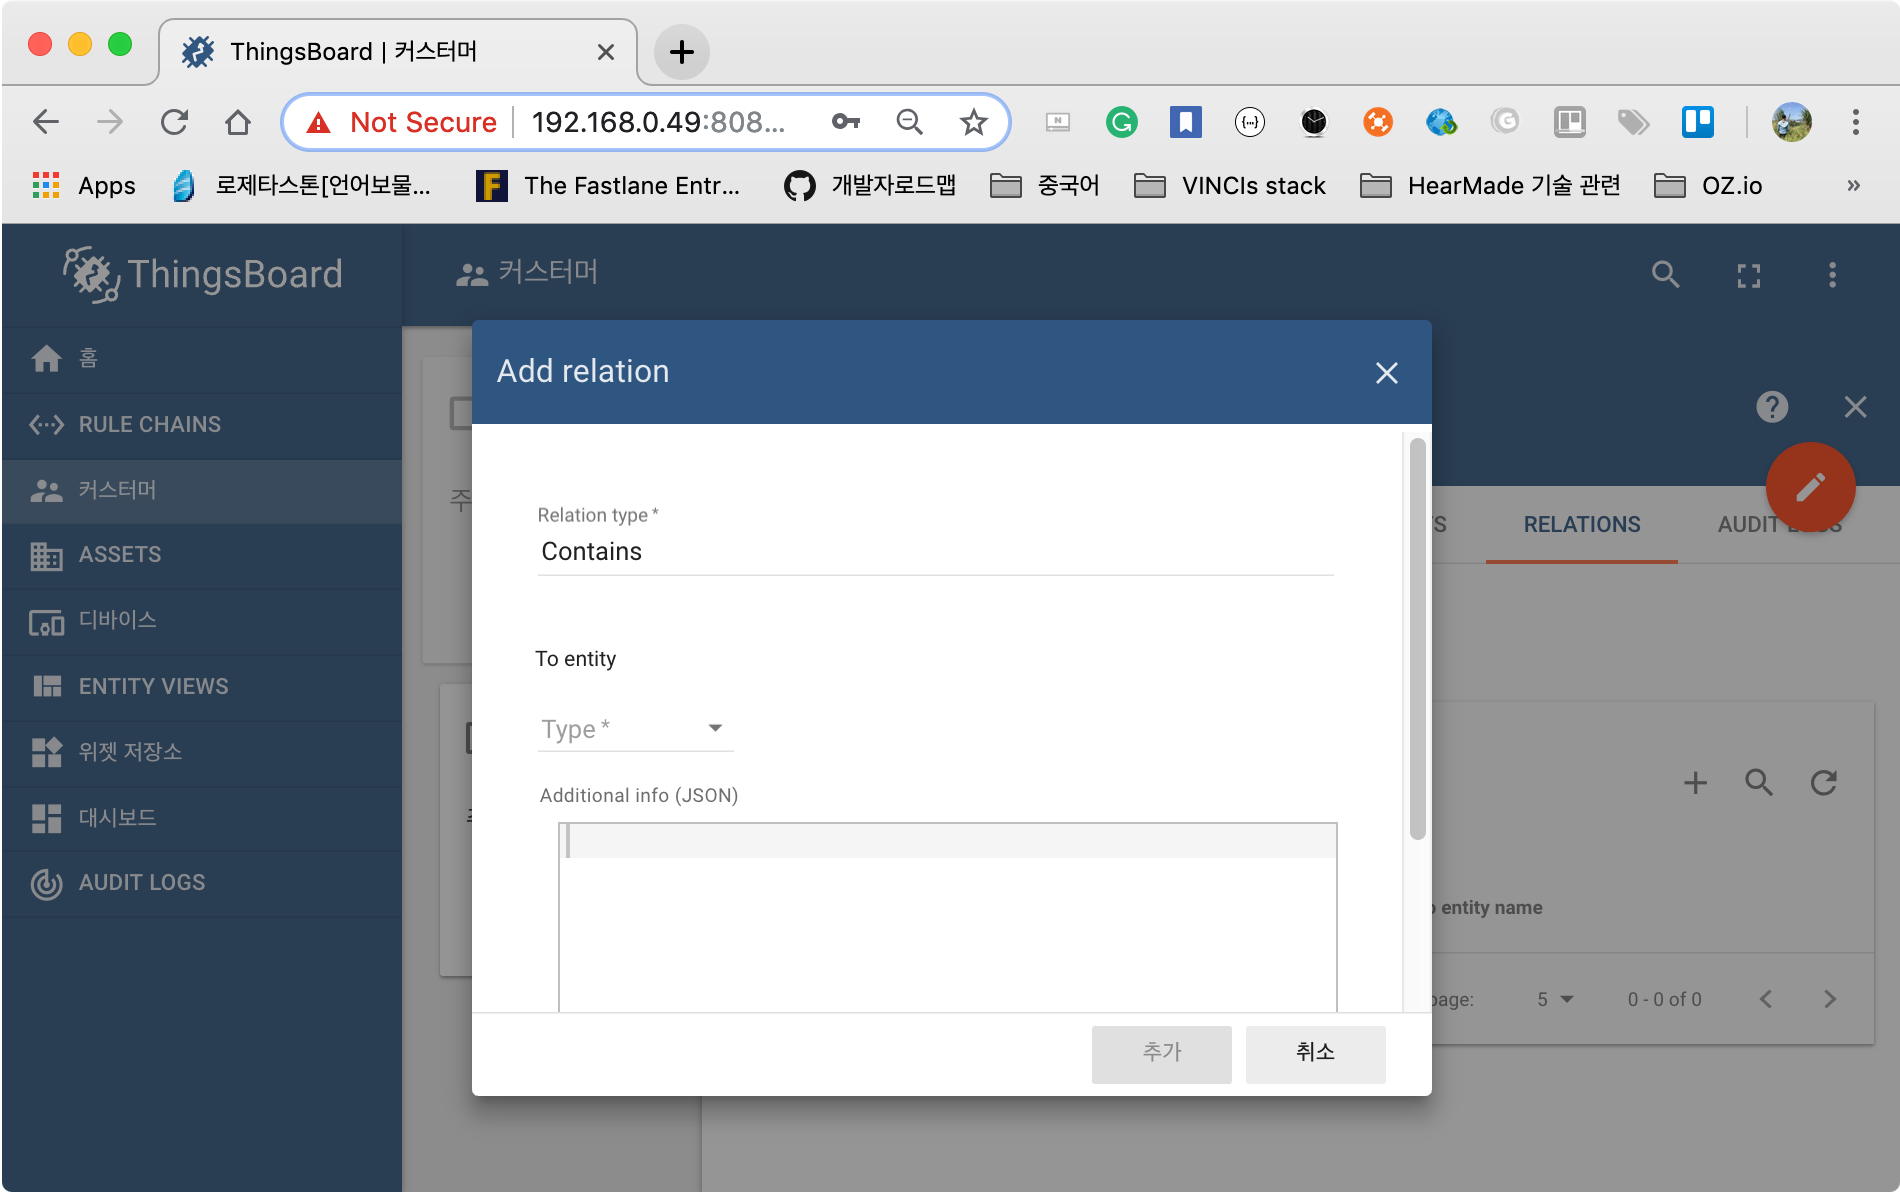 ThingsBoard | 커스터머
Not Secure 192.168.0.49:808...
Apps 로제타스톤[언어보물... The Fastlane Entr... 개발자로드맵 중국어 VINCIs stack HearMade 기술 관련 OZ.io »
ThingsBoard
커스터머
홈
RULE CHAINS
커스터머
ASSETS
디바이스
ENTITY VIEWS
위젯 저장소
대시보드
AUDIT LOGS
Add relation
Relation type *
Contains
To entity
Type *
Additional info (JSON)
추가 취소
주
RELATIONS
AUDIT
entity name
page: 5 0 - 0 of 0